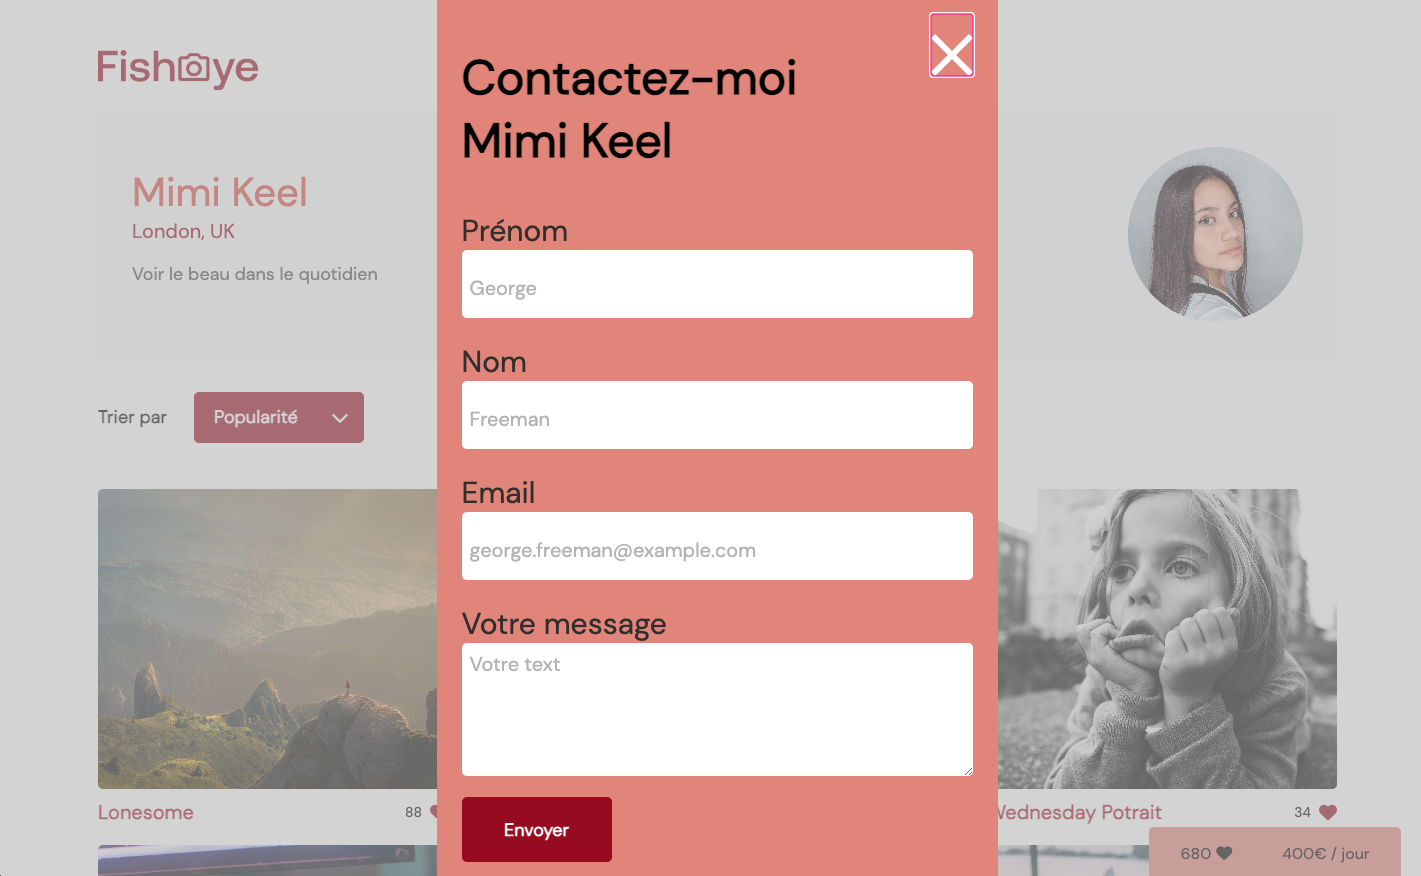 Fisheye
Mimi Keel
London, UK
Voir le beau dans le quotidien
Trier par
Popularité
Contactez-moi
Mimi Keel
Prénom
George
Nom
Freeman
Email
george.freeman@example.com
Votre message
Votre text
Envoyer
Lonesome
88
Wednesday Potrait
34
680
400€ / jour